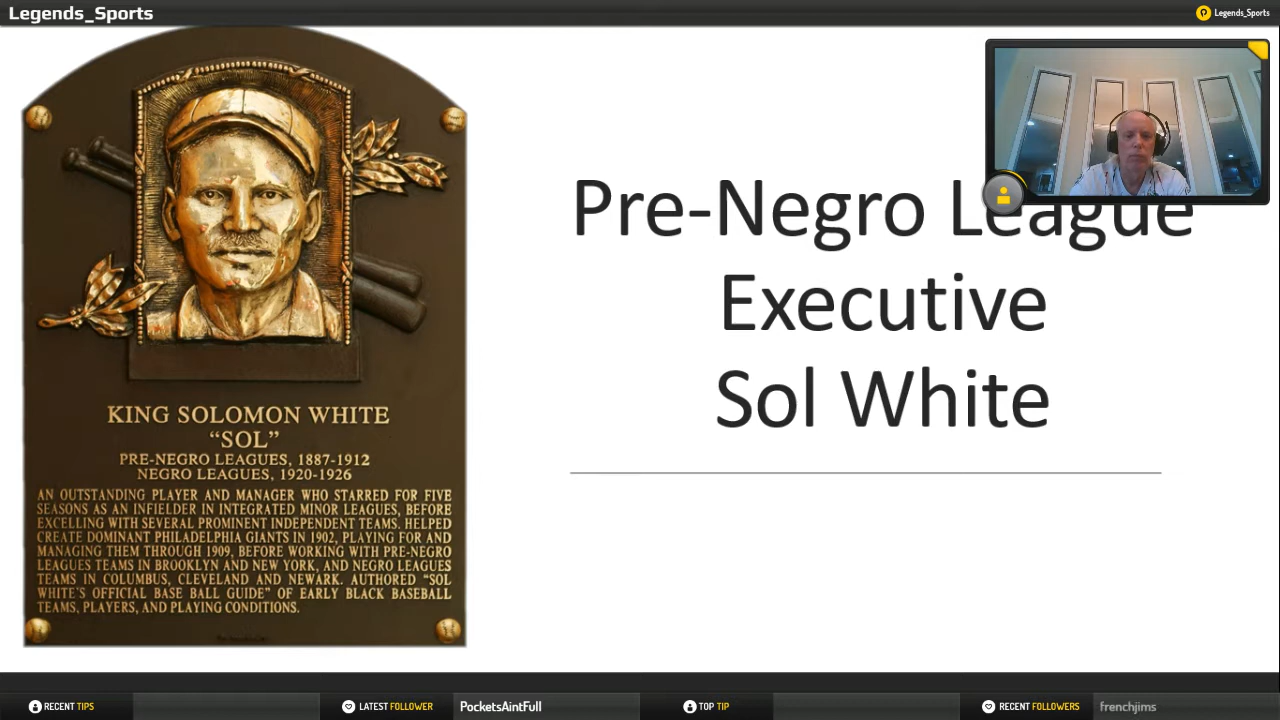 Legends_Sports
Legends_Sports
Pre-Negro League
Executive
Sol White
KING SOLOMON WHITE
“SOL”
PRE-NEGRO LEAGUES, 1887-1912
NEGRO LEAGUES, 1920-1926
AN OUTSTANDING PLAYER AND MANAGER WHO STARRED FOR FIVE
SEASONS AS AN INFIELDER IN INTEGRATED MINOR LEAGUES, BEFORE
EXCELLING WITH SEVERAL PROMINENT INDEPENDENT TEAMS. HELPED
CREATE DOMINANT PHILADELPHIA GIANTS IN 1902, PLAYING FOR AND
MANAGING THEM THROUGH 1909, BEFORE WORKING WITH PRE-NEGRO
LEAGUES TEAMS IN BROOKLYN AND NEW YORK, AND NEGRO LEAGUES
TEAMS IN COLUMBUS, CLEVELAND AND NEWARK. AUTHORED “SOL
WHITE'S OFFICIAL BASE BALL GUIDE” OF EARLY BLACK BASEBALL
TEAMS, PLAYERS, AND PLAYING CONDITIONS.
RECENT TIPS
LATEST FOLLOWER
PocketsAintFull
TOP TIP
RECENT FOLLOWERS
frenchjims